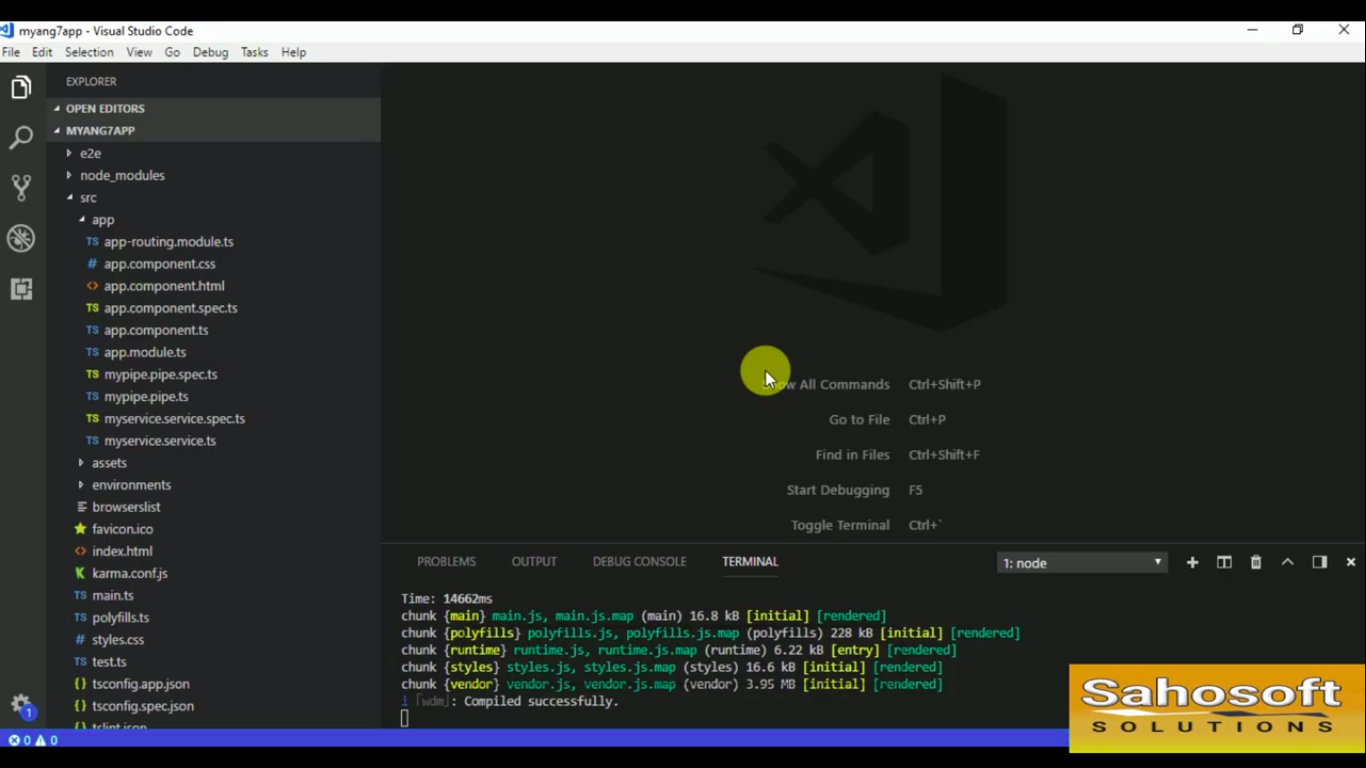 myang7app - Visual Studio Code
File Edit Selection View Go Debug Tasks Help
EXPLORER
OPEN EDITORS
MYANG7APP
e2e
node_modules
src
app
TS app-routing.module.ts
# app.component.css
<> app.component.html
TS app.component.spec.ts
TS app.component.ts
TS app.module.ts
TS mypipe.pipe.spec.ts
TS mypipe.pipe.ts
TS myservice.service.spec.ts
TS myservice.service.ts
assets
environments
browserslist
favicon.ico
<> index.html
K karma.conf.js
TS main.ts
TS polyfills.ts
# styles.css
TS test.ts
{} tsconfig.app.json
{} tsconfig.spec.json
{} tslint.json
1
0 0
All Commands Ctrl+Shift+P
Go to File Ctrl+P
Find in Files Ctrl+Shift+F
Start Debugging F5
Toggle Terminal Ctrl+`
PROBLEMS OUTPUT DEBUG CONSOLE TERMINAL 1: node
Time: 14662ms
chunk {main} main.js, main.js.map (main) 16.8 kB [initial] [rendered]
chunk {polyfills} polyfills.js, polyfills.js.map (polyfills) 228 kB [initial] [rendered]
chunk {runtime} runtime.js, runtime.js.map (runtime) 6.22 kB [entry] [rendered]
chunk {styles} styles.js, styles.js.map (styles) 16.6 kB [initial] [rendered]
chunk {vendor} vendor.js, vendor.js.map (vendor) 3.95 MB [initial] [rendered]
i ｢wdm｣: Compiled successfully.
Sahosoft
SOLUTIONS